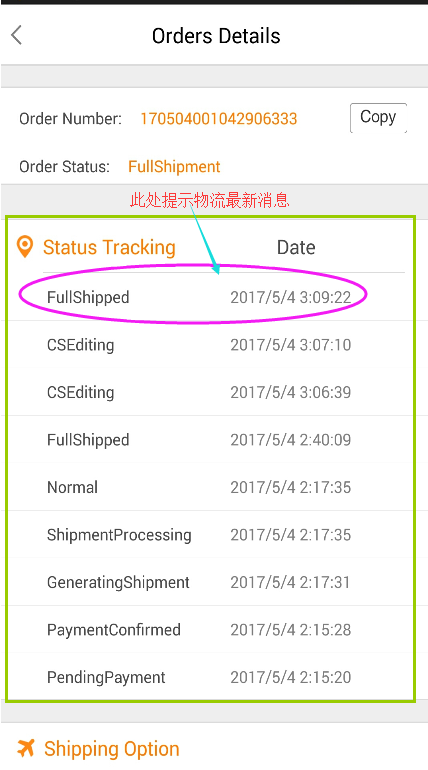 Orders Details
Order Number: 170504001042906333 Copy
Order Status: FullShipment
此处提示物流最新消息
Status Tracking Date
FullShipped 2017/5/4 3:09:22
CSEditing 2017/5/4 3:07:10
CSEditing 2017/5/4 3:06:39
FullShipped 2017/5/4 2:40:09
Normal 2017/5/4 2:17:35
ShipmentProcessing 2017/5/4 2:17:35
GeneratingShipment 2017/5/4 2:17:31
PaymentConfirmed 2017/5/4 2:15:28
PendingPayment 2017/5/4 2:15:20
Shipping Option